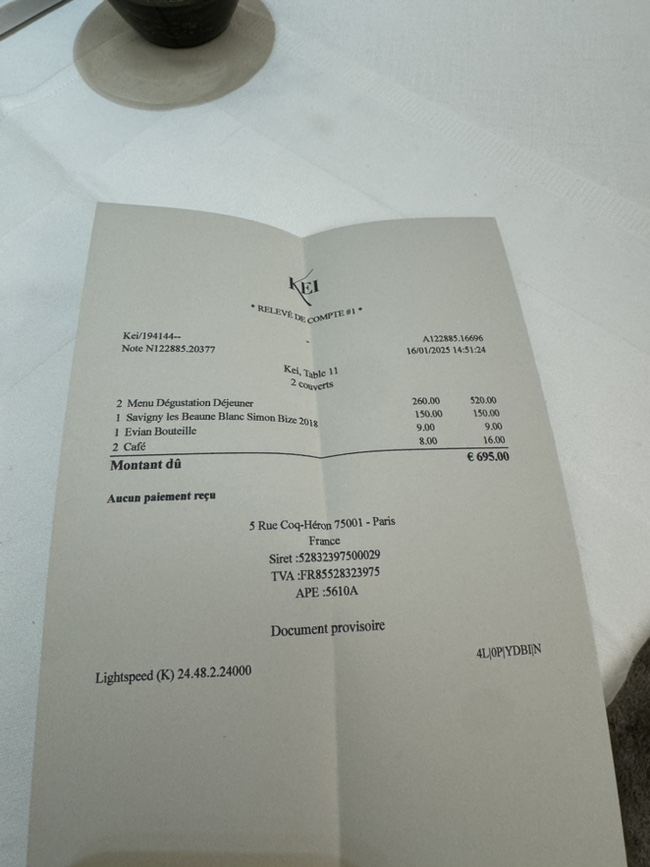 KEI
* RELEVÉ DE COMPTE #1 *
Kei/194144-- A122885.16696
Note N122885.20377 16/01/2025 14:51:24
Kei, Table 11
2 couverts
2 Menu Dégustation Déjeuner 260.00 520.00
1 Savigny les Beaune Blanc Simon Bize 2018 150.00 150.00
1 Evian Bouteille 9.00 9.00
2 Café 8.00 16.00
Montant dû € 695.00
Aucun paiement reçu
5 Rue Coq-Héron 75001 - Paris
France
Siret :52832397500029
TVA :FR85528323975
APE :5610A
Document provisoire
4L|0P|YDBI|N
Lightspeed (K) 24.48.2.24000